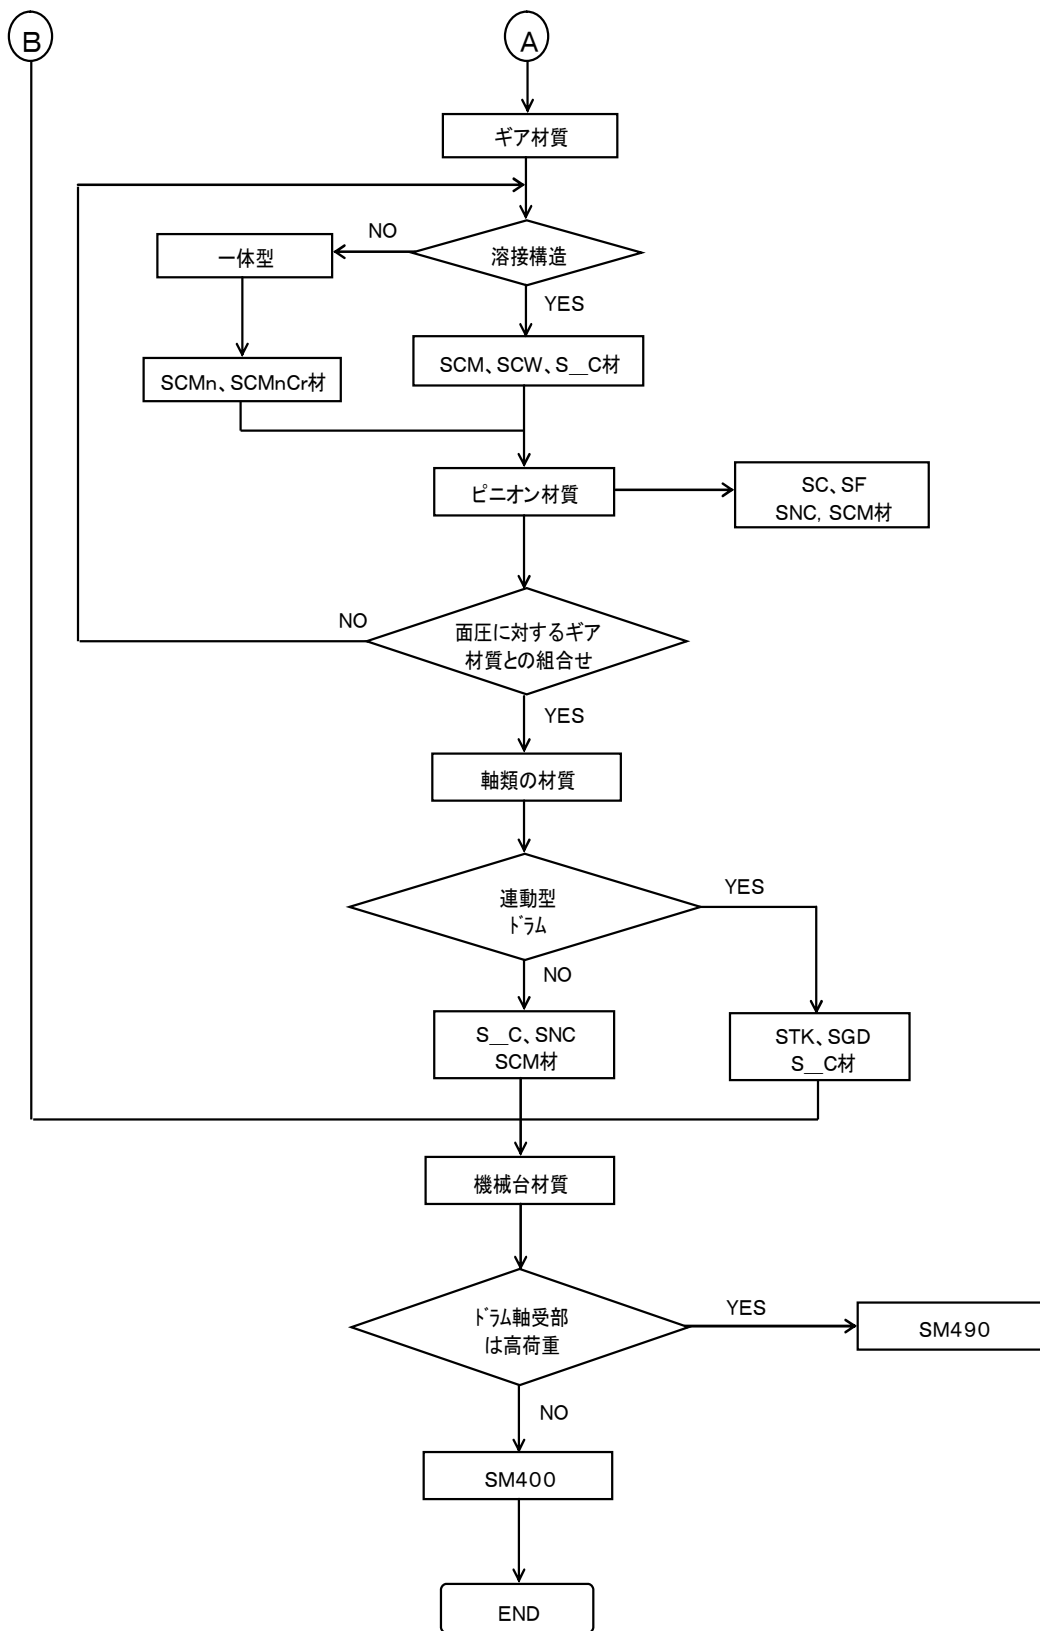 B
A
ギア材質
NO
一体型
溶接構造
YES
SCMn、SCMnCr材
SCM、SCW、S__C材
ピニオン材質
SC、SF
SNC, SCM材
NO
面圧に対するギア
材質との組合せ
YES
軸類の材質
連動型
ドラム
YES
NO
S__C、SNC
SCM材
STK、SGD
S__C材
機械台材質
ドラム軸受部
は高荷重
YES
SM490
NO
SM400
END